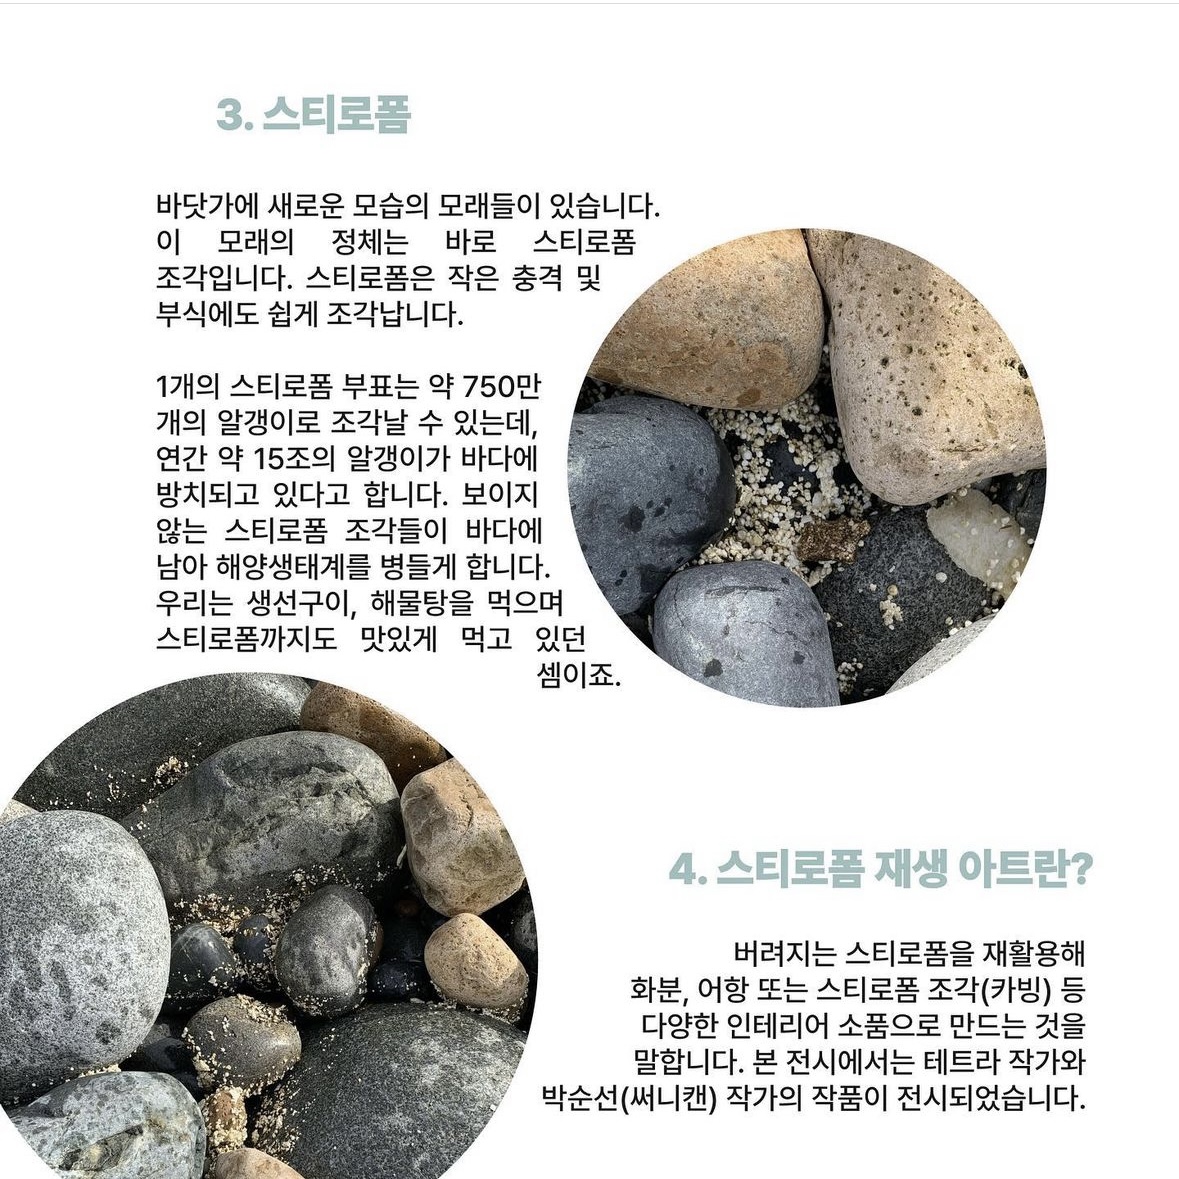 3. 스티로폼
바닷가에 새로운 모습의 모래들이 있습니다.
이 모래의 정체는 바로 스티로폼
조각입니다. 스티로폼은 작은 충격 및
부식에도 쉽게 조각납니다.
1개의 스티로폼 부표는 약 750만
개의 알갱이로 조각날 수 있는데,
연간 약 15조의 알갱이가 바다에
방치되고 있다고 합니다. 보이지
않는 스티로폼 조각들이 바다에
남아 해양생태계를 병들게 합니다.
우리는 생선구이, 해물탕을 먹으며
스티로폼까지도 맛있게 먹고 있던
셈이죠.
4. 스티로폼 재생 아트란?
버려지는 스티로폼을 재활용해
화분, 어항 또는 스티로폼 조각(카빙) 등
다양한 인테리어 소품으로 만드는 것을
말합니다. 본 전시에서는 테트라 작가와
박순선(써니캔) 작가의 작품이 전시되었습니다.